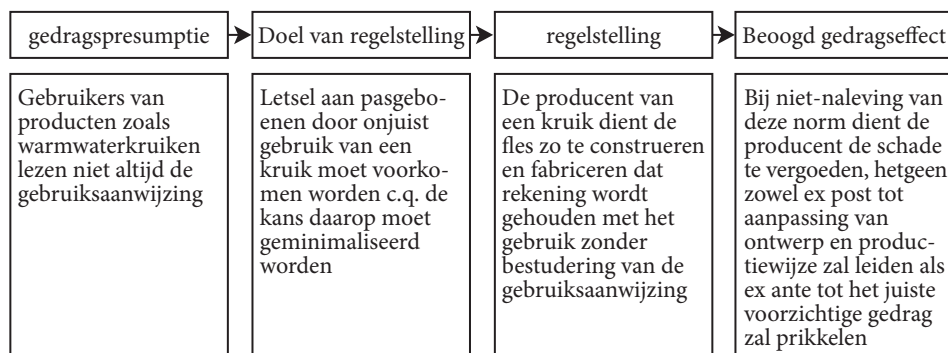 gedragspresumptie
Doel van regelstelling
regelstelling
Beoogd gedragseffect
Gebruikers van
producten zoals
warmwaterkruiken
lezen niet altijd de
gebruiksaanwijzing
Letsel aan pasgebo-
enen door onjuist
gebruik van een
kruik moet voorko-
men worden c.q. de
kans daarop moet
geminimaliseerd
worden
De producent van
een kruik dient de
fles zo te construeren
en fabriceren dat
rekening wordt
gehouden met het
gebruik zonder
bestudering van de
gebruiksaanwijzing
Bij niet-naleving van
deze norm dient de
producent de schade
te vergoeden, hetgeen
zowel ex post tot
aanpassing van
ontwerp en produc-
tiewijze zal leiden als
ex ante tot het juiste
voorzichtige gedrag
zal prikkelen